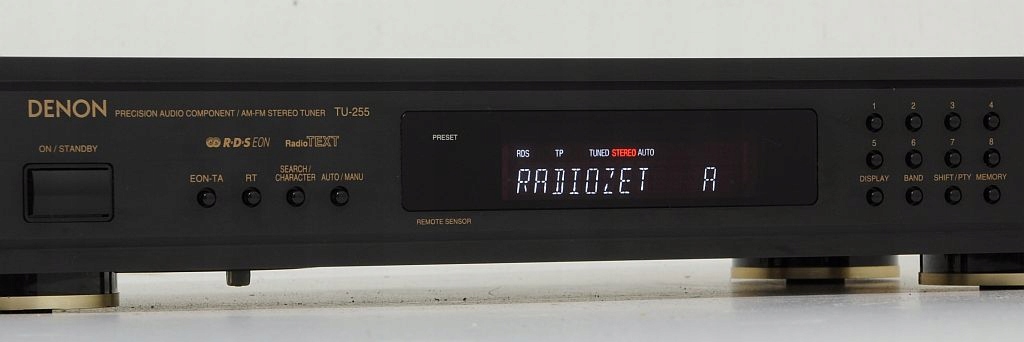 DENON PRECISION AUDIO COMPONENT / AM-FM STEREO TUNER TU-255
ON / STANDBY
R·D·S EON
Radio TEXT
EON-TA
RT
SEARCH/
CHARACTER
AUTO / MANU
PRESET
RDS TP TUNED STEREO AUTO
RADIOZET A
REMOTE SENSOR
1 2 3 4
5 6 7 8
DISPLAY BAND SHIFT/PTY MEMORY